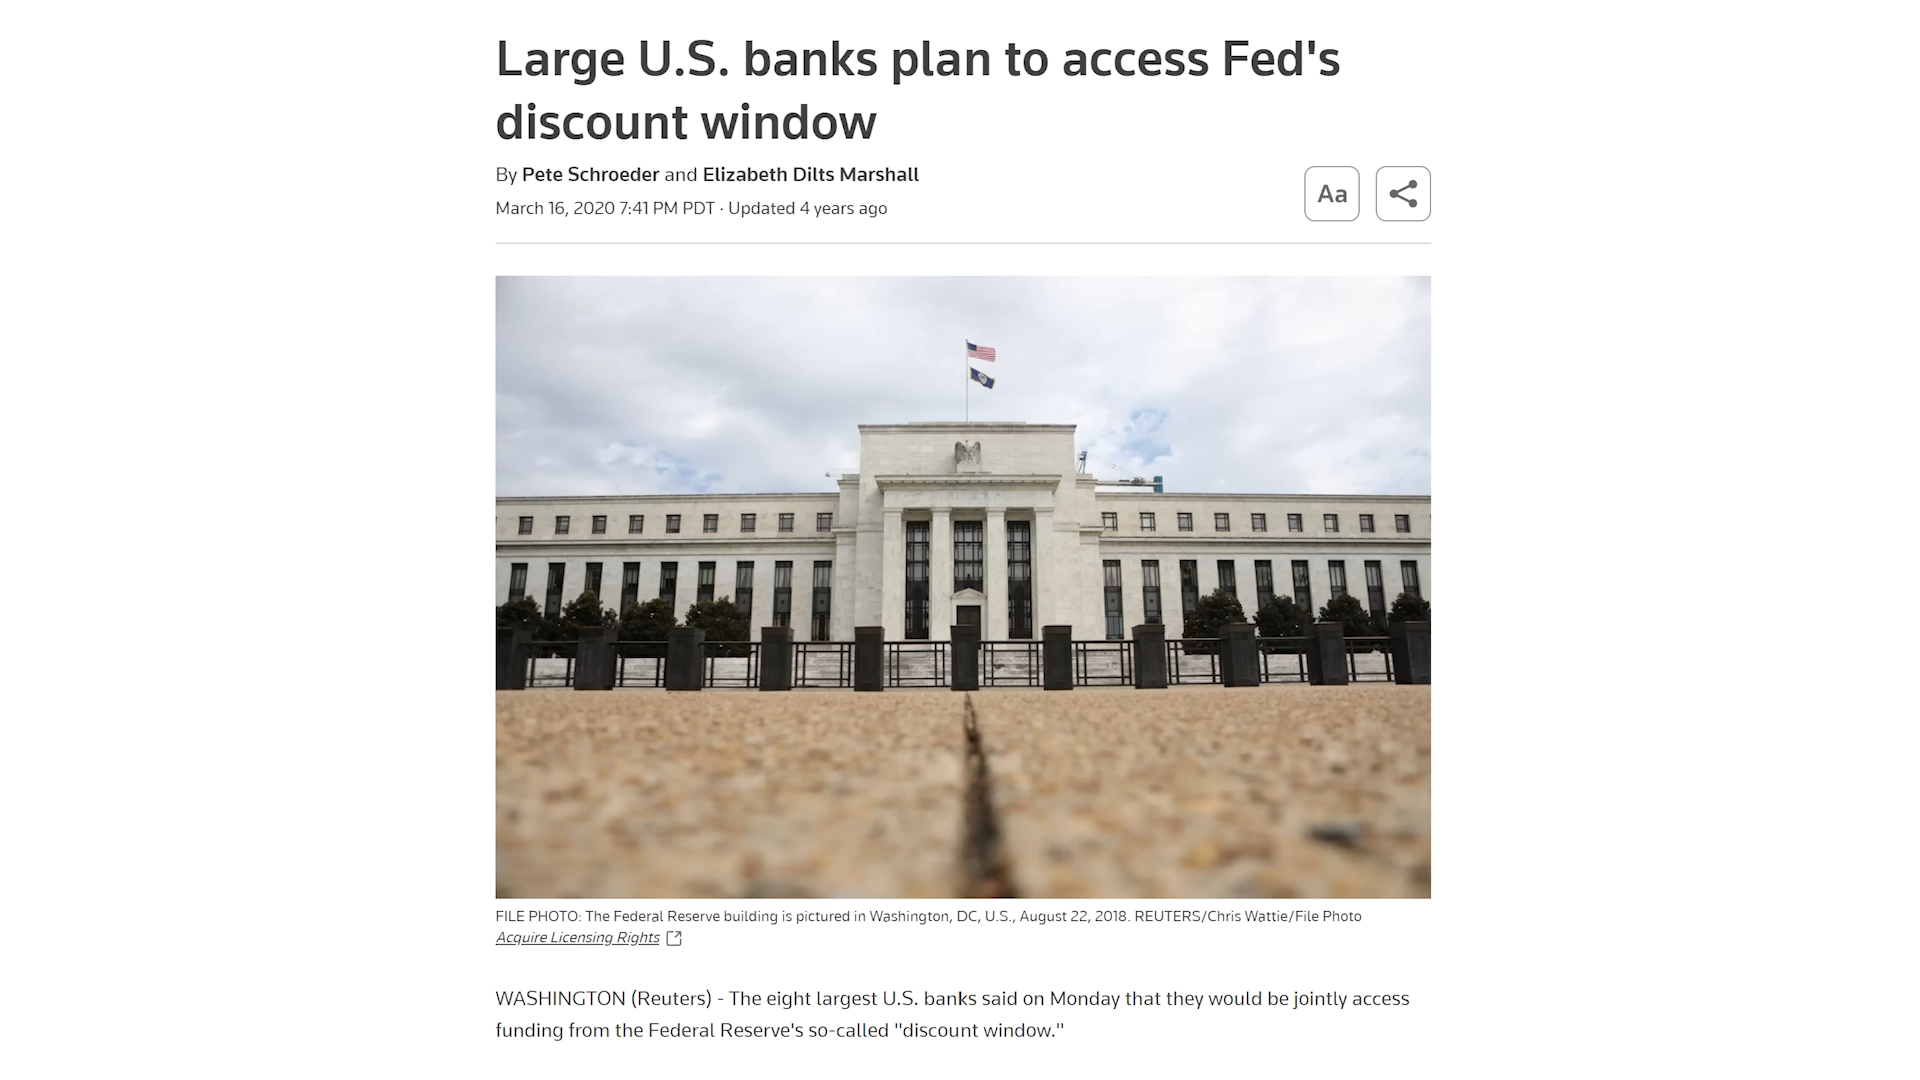 Large U.S. banks plan to access Fed's
discount window
By Pete Schroeder and Elizabeth Dilts Marshall
March 16, 2020 7:41 PM PDT · Updated 4 years ago
Aa
FILE PHOTO: The Federal Reserve building is pictured in Washington, DC, U.S., August 22, 2018. REUTERS/Chris Wattie/File Photo
Acquire Licensing Rights
WASHINGTON (Reuters) - The eight largest U.S. banks said on Monday that they would be jointly access
funding from the Federal Reserve's so-called "discount window."